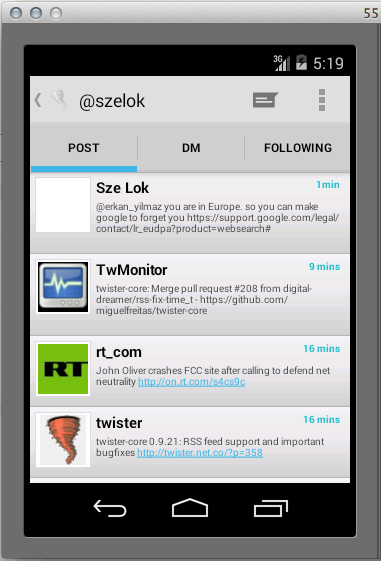 55
3G 5:19
@szelok
POST DM FOLLOWING
Sze Lok 1min
@erkan_yilmaz you are in Europe. so you can make
google to forget you https://support.google.com/legal/
contact/lr_eudpa?product=websearch#
TwMonitor 9 mins
twister-core: Merge pull request #208 from digital-
dreamer/rss-fix-time_t - https://github.com/
miguelfreitas/twister-core
RT
rt_com 16 mins
John Oliver crashes FCC site after calling to defend net
neutrality http://on.rt.com/s4cs9c
twister 16 mins
twister-core 0.9.21: RSS feed support and important
bugfixes http://twister.net.co/?p=358